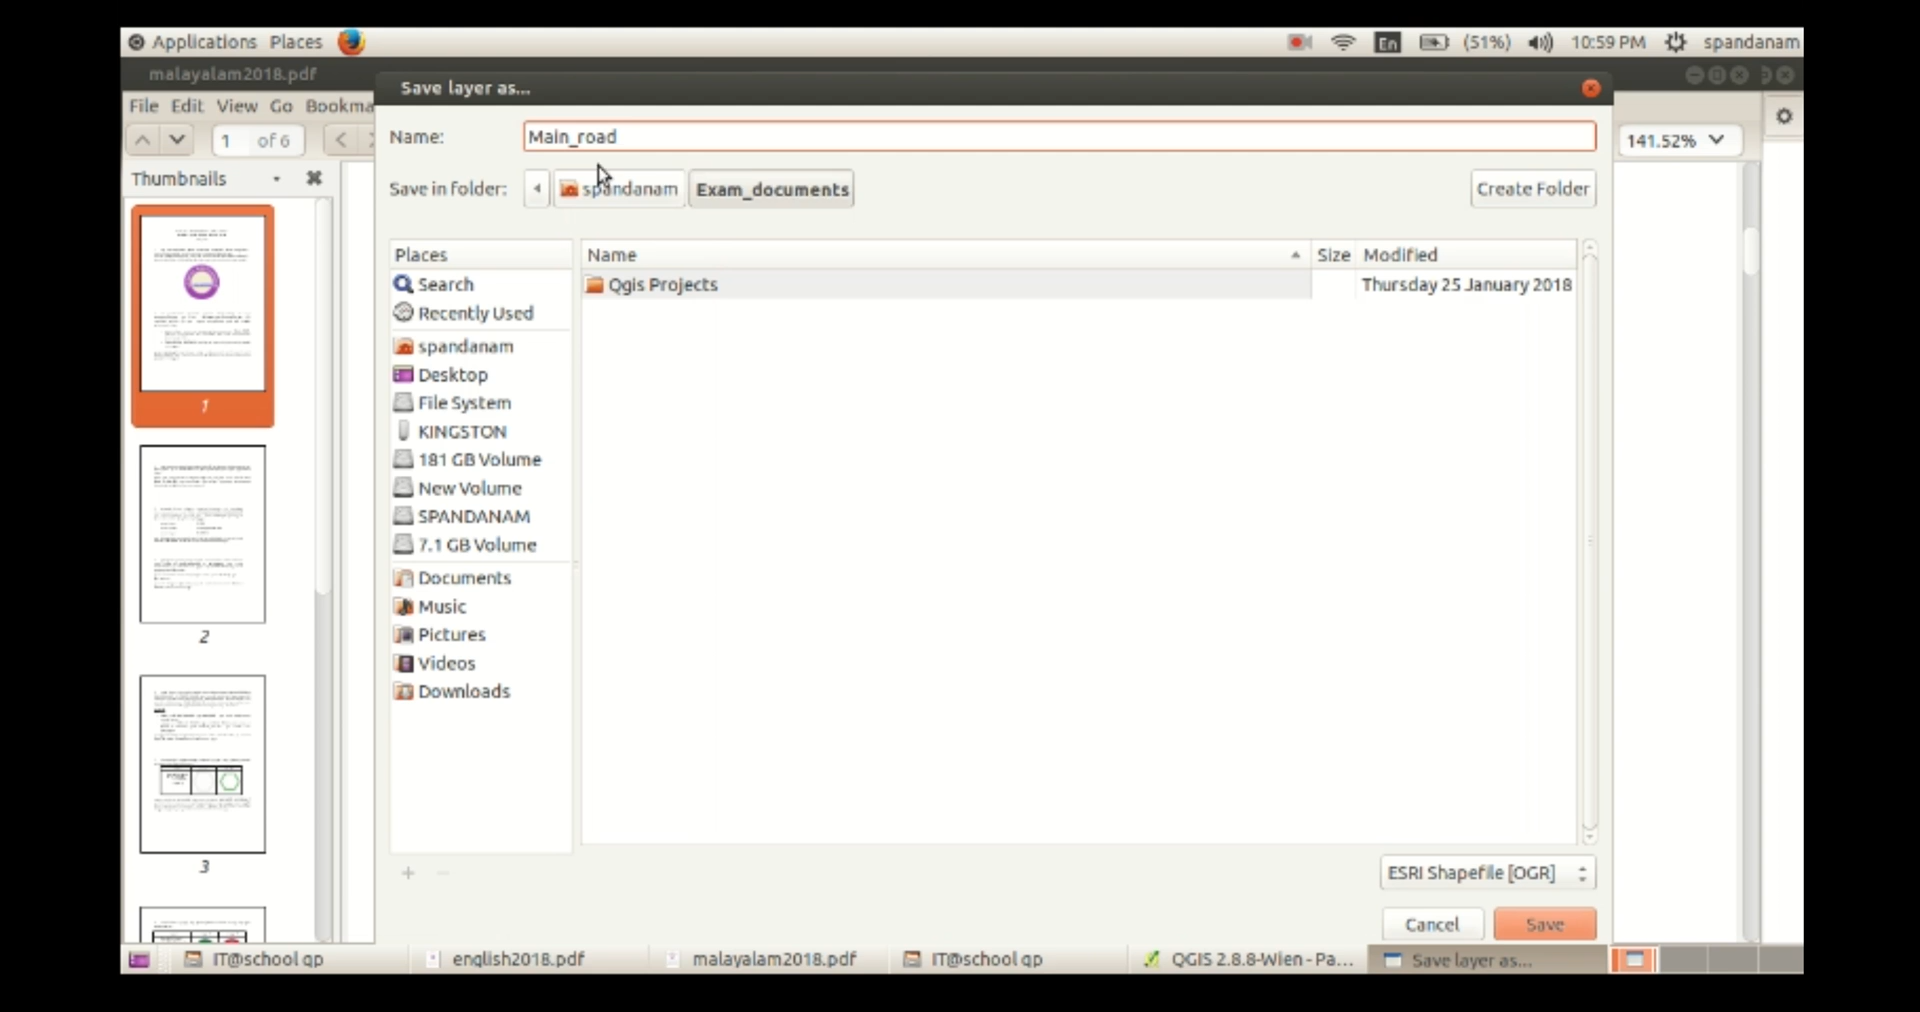 Applications Places
En (51%) 10:59 PM spandanam
malayalam2018.pdf
Save layer as...
File Edit View Go Bookma
Name: Main_road
1 of 6
141.52%
Thumbnails
Save in folder: spandanam Exam_documents Create Folder
Places
Name Size Modified
Search
Qgis Projects Thursday 25 January 2018
Recently Used
spandanam
Desktop
File System
KINGSTON
181 GB Volume
New Volume
SPANDANAM
7.1 GB Volume
Documents
Music
Pictures
Videos
Downloads
1
2
3
ESRI Shapefile [OGR]
Cancel Save
IT@school qp english2018.pdf malayalam2018.pdf IT@school qp QGIS 2.8.8-Wien - Pa... Save layer as...